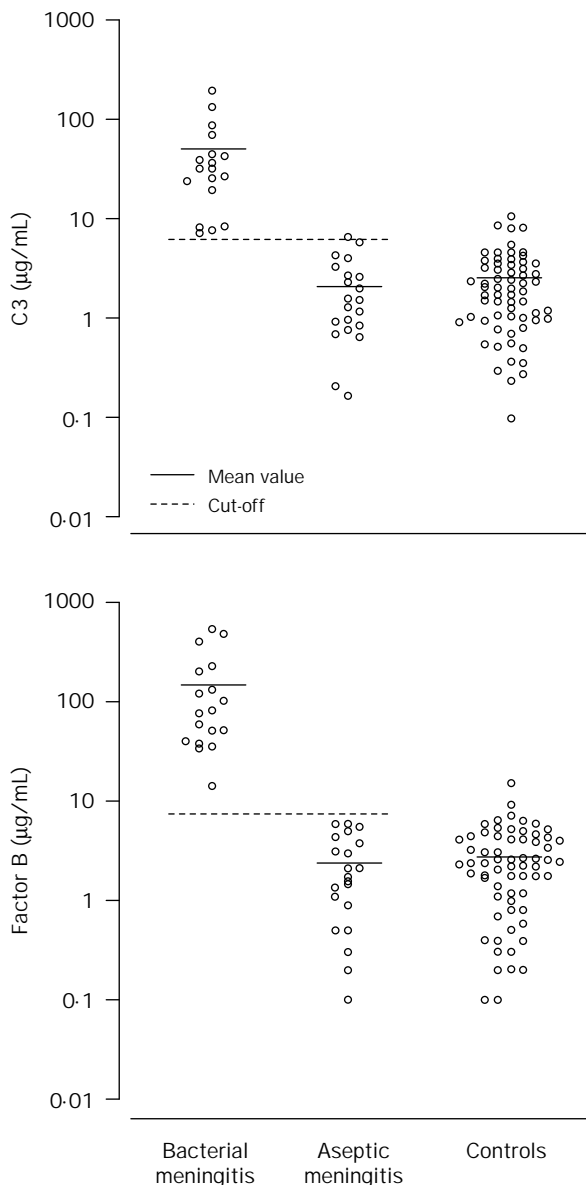 1000
100
10
1
0·1
0·01
C3 (μg/mL)
Mean value
Cut-off
1000
100
10
1
0·1
0·01
Factor B (μg/mL)
Bacterial
meningitis
Aseptic
meningitis
Controls